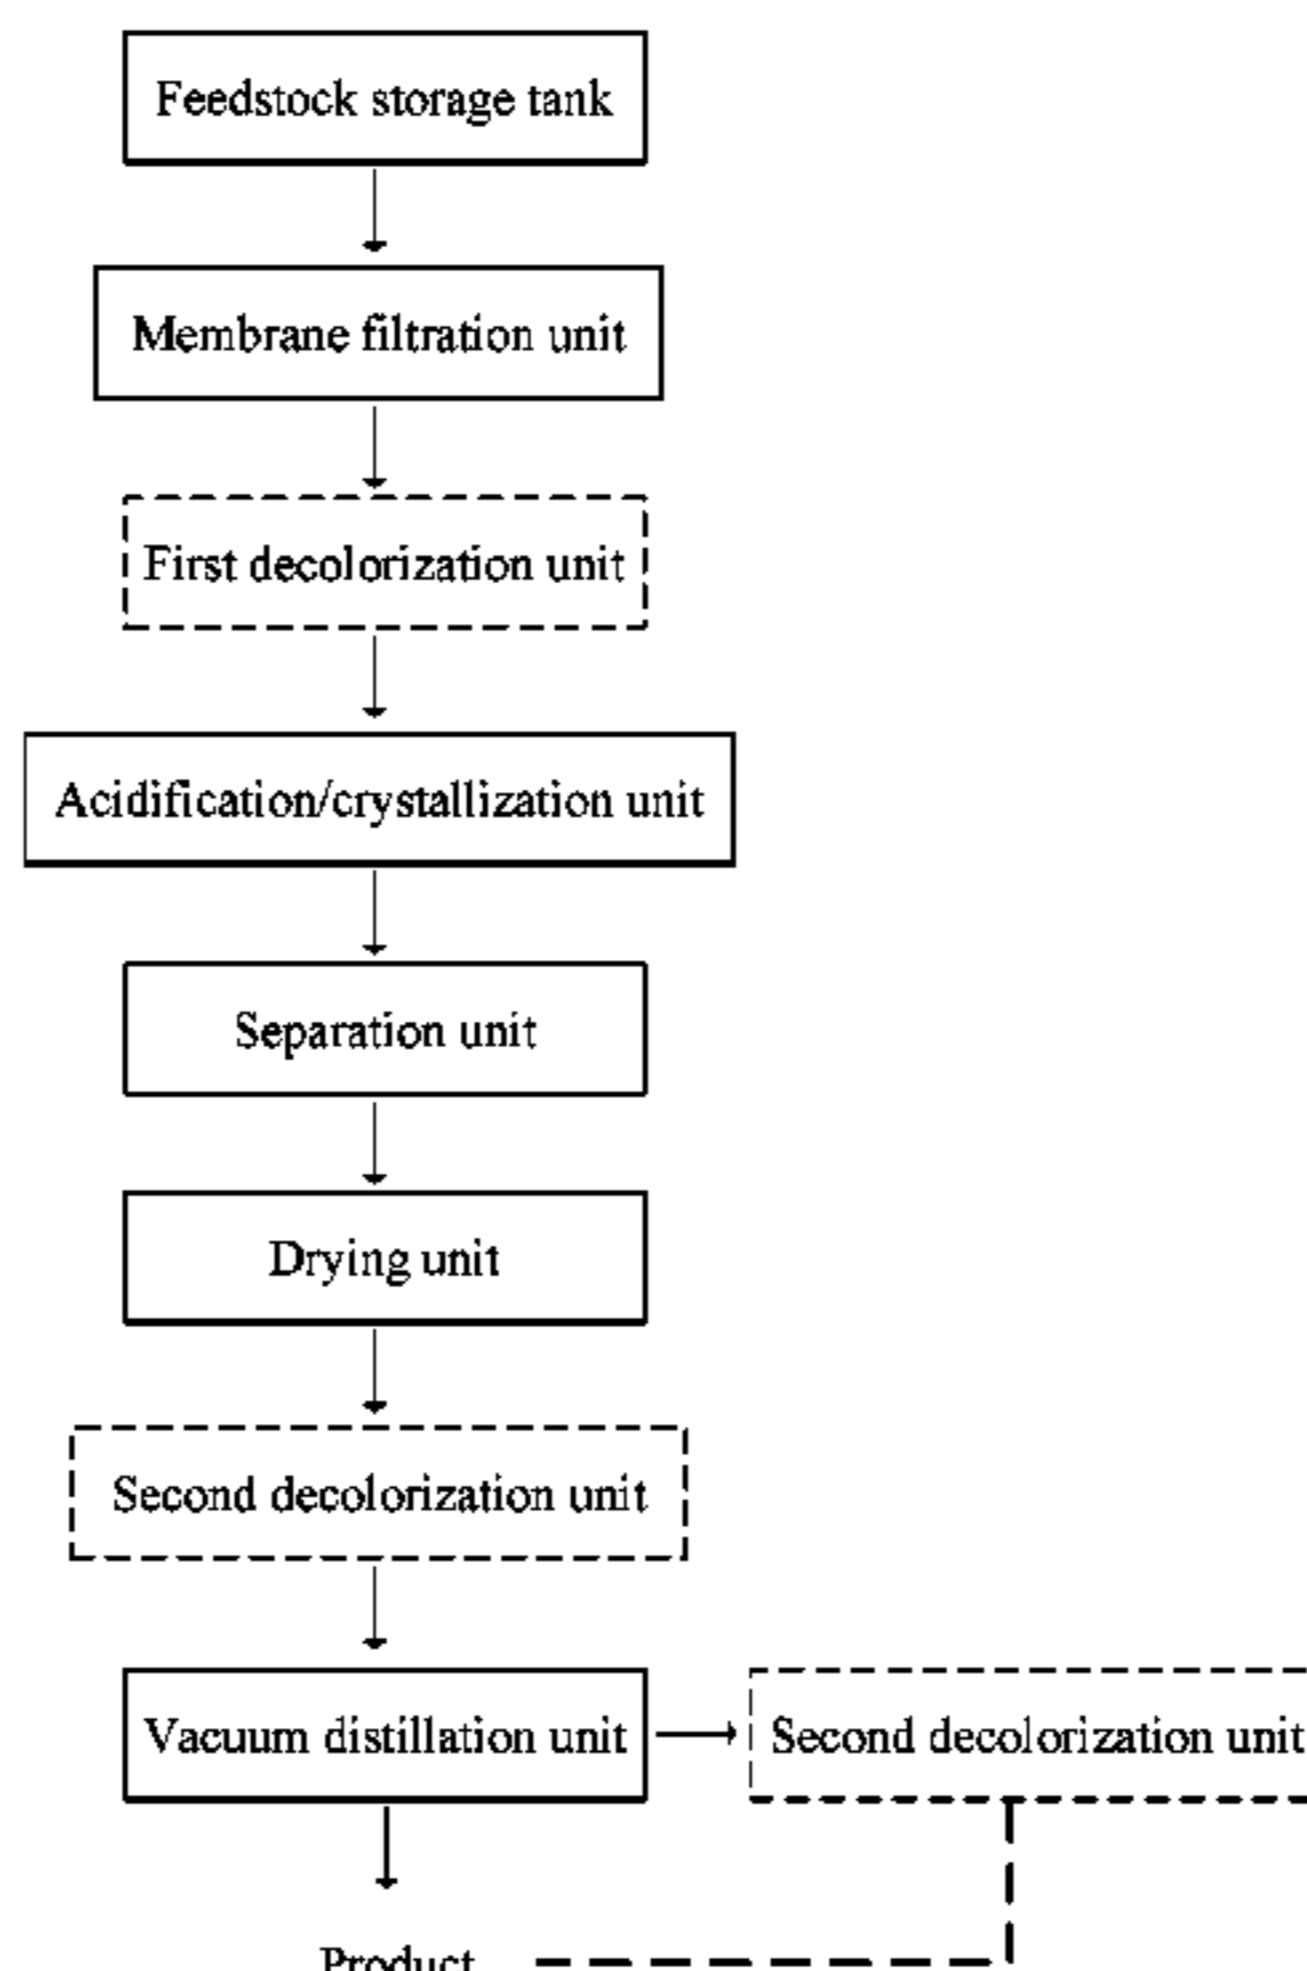 Feedstock storage tank
Membrane filtration unit
First decolorization unit
Acidification/crystallization unit
Separation unit
Drying unit
Second decolorization unit
Vacuum distillation unit
Second decolorization unit
Product